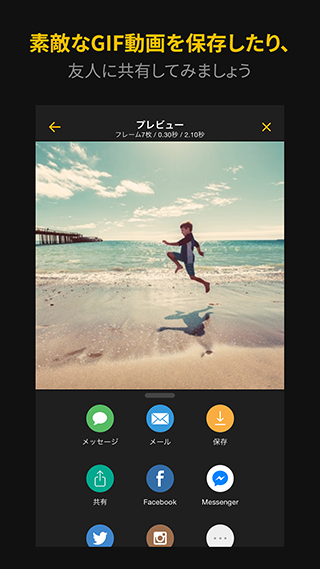 素敵なGIF動画を保存したり、
友人に共有してみましょう
プレビュー
フレーム7枚 / 0.30秒 / 2.10秒
メッセージ
メール
保存
共有
Facebook
Messenger